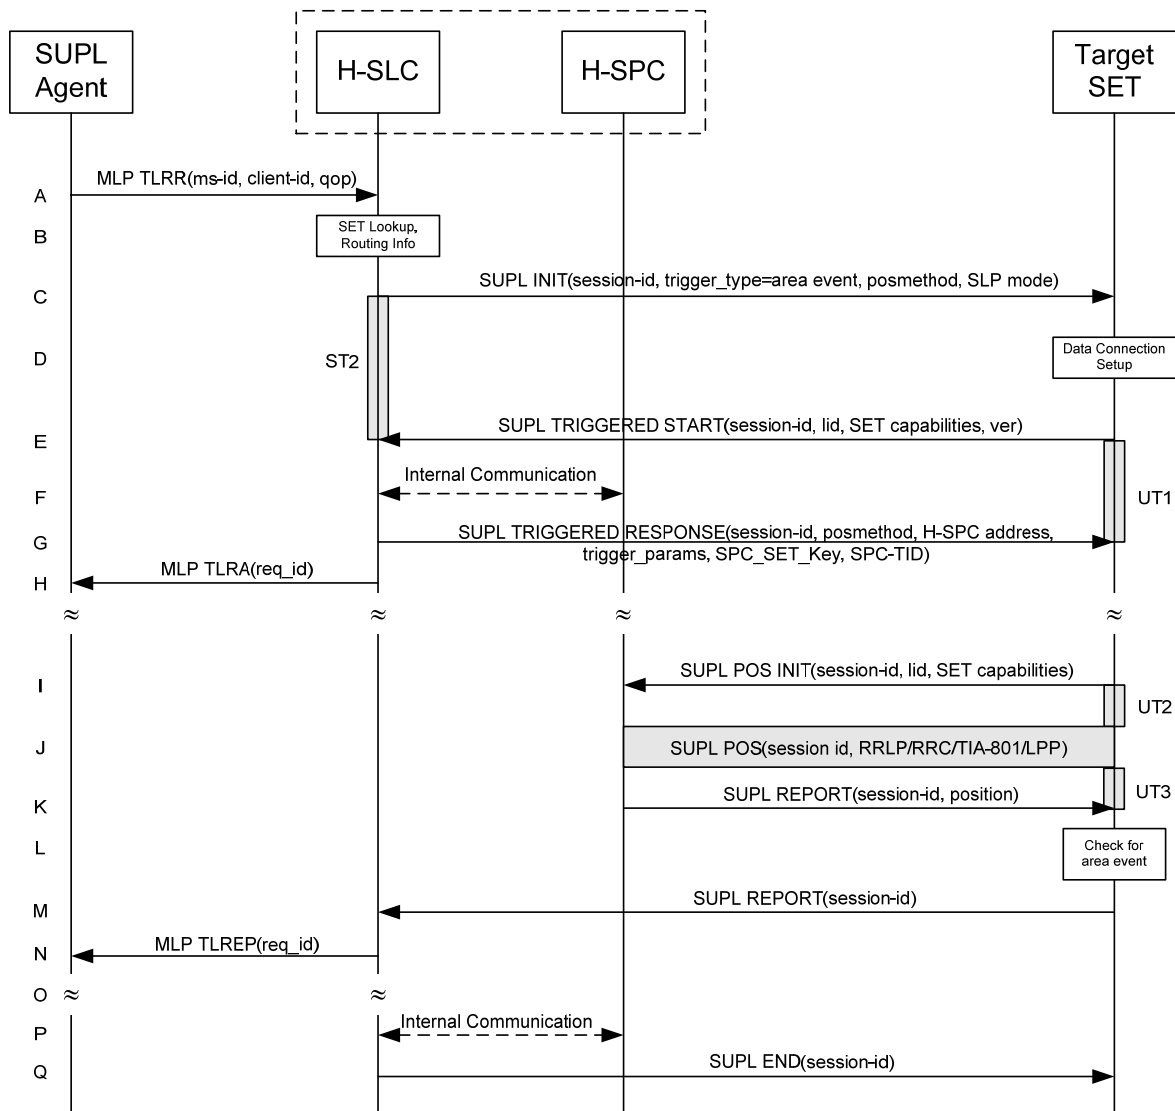 SUPL
Agent
H-SLC
H-SPC
Target
SET
A
MLP TLRR(ms-id, client-id, qop)
B
SET Lookup,
Routing Info
C
SUPL INIT(session-id, trigger_type=area event, posmethod, SLP mode)
D
ST2
Data Connection
Setup
E
SUPL TRIGGERED START(session-id, lid, SET capabilities, ver)
F
Internal Communication
UT1
G
SUPL TRIGGERED RESPONSE(session-id, posmethod, H-SPC address,
trigger_params, SPC_SET_Key, SPC-TID)
H
MLP TLRA(req_id)
≈ ≈ ≈ ≈
I
SUPL POS INIT(session-id, lid, SET capabilities)
UT2
J
SUPL POS(session id, RRLP/RRC/TIA-801/LPP)
K
SUPL REPORT(session-id, position)
UT3
L
Check for
area event
M
SUPL REPORT(session-id)
N
MLP TLREP(req_id)
O ≈ ≈
P
Internal Communication
Q
SUPL END(session-id)